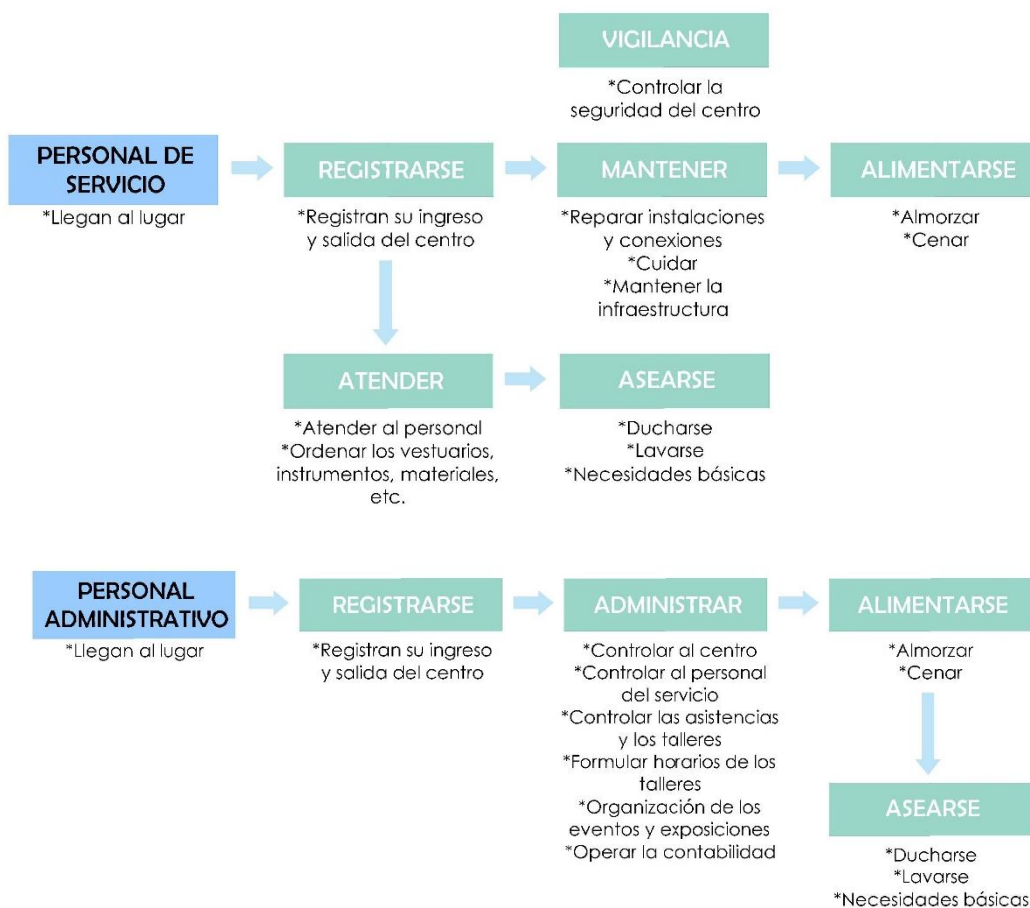 VIGILANCIA
*Controlar la
seguridad del centro
PERSONAL DE
SERVICIO
*Llegan al lugar
REGISTRARSE
*Registran su ingreso
y salida del centro
MANTENER
*Reparar instalaciones
y conexiones
*Cuidar
*Mantener la
infraestructura
ALIMENTARSE
*Almorzar
*Cenar
ATENDER
*Atender al personal
*Ordenar los vestuarios,
instrumentos, materiales,
etc.
ASEARSE
*Ducharse
*Lavarse
*Necesidades básicas
PERSONAL
ADMINISTRATIVO
*Llegan al lugar
REGISTRARSE
*Registran su ingreso
y salida del centro
ADMINISTRAR
*Controlar al centro
*Controlar al personal
del servicio
*Controlar las asistencias
y los talleres
*Formular horarios de los
talleres
*Organización de los
eventos y exposiciones
*Operar la contabilidad
ALIMENTARSE
*Almorzar
*Cenar
ASEARSE
*Ducharse
*Lavarse
*Necesidades básicas